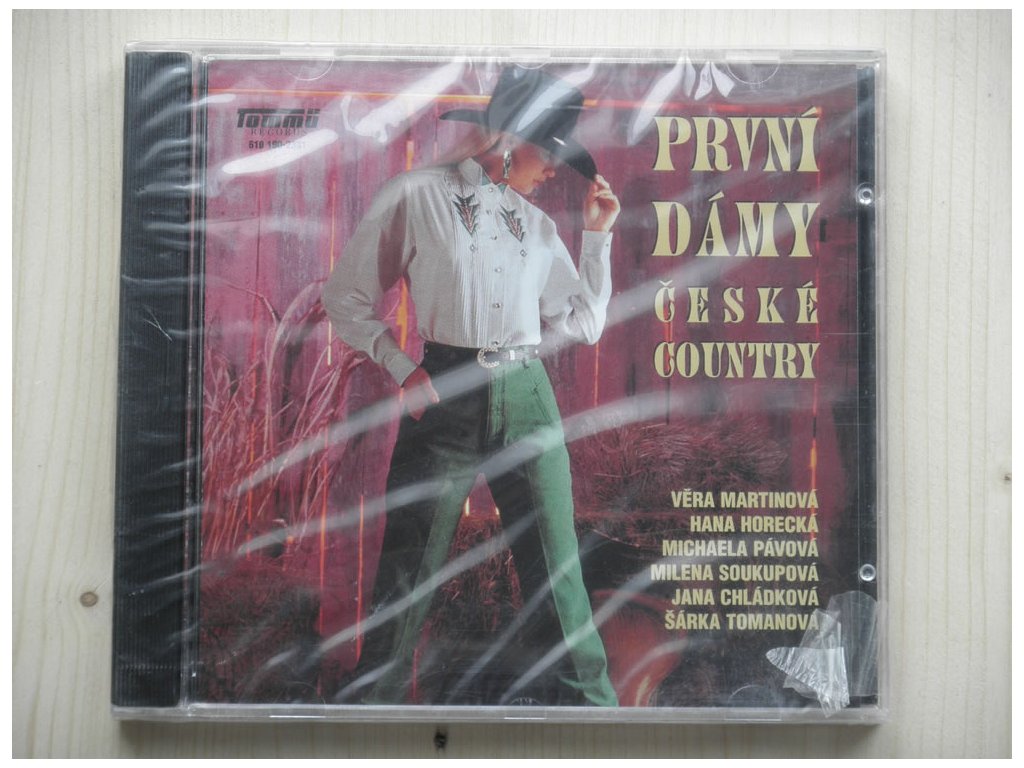 Tommü
RECORDS
PRVNÍ
DÁMY
ČESKÉ
COUNTRY
VĚRA MARTINOVÁ
HANA HORECKÁ
MICHAELA PÁVOVÁ
MILENA SOUKUPOVÁ
JANA CHLÁDKOVÁ
ŠÁRKA TOMANOVÁ